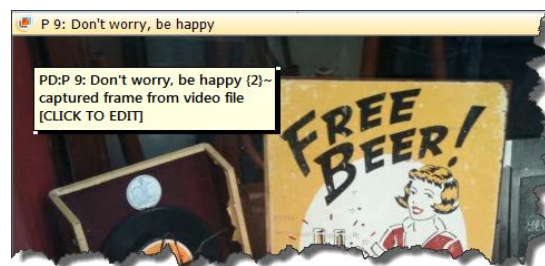 P 9: Don't worry, be happy
PD:P 9: Don't worry, be happy {2}~
captured frame from video file
[CLICK TO EDIT]
FREE
BEER!